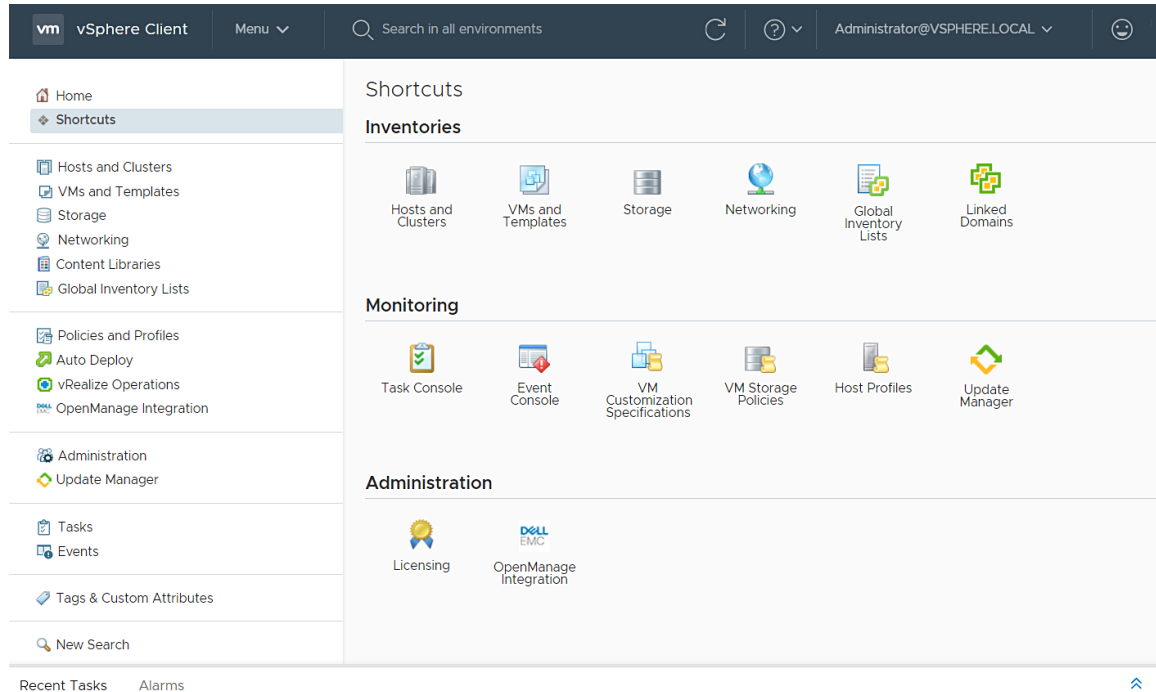 vm vSphere Client Menu Search in all environments Administrator@VSPHERE.LOCAL
Home
Shortcuts
Hosts and Clusters
VMs and Templates
Storage
Networking
Content Libraries
Global Inventory Lists
Policies and Profiles
Auto Deploy
vRealize Operations
DELL EMC OpenManage Integration
Administration
Update Manager
Tasks
Events
Tags & Custom Attributes
New Search
Shortcuts
Inventories
Hosts and
Clusters
VMs and
Templates
Storage
Networking
Global
Inventory
Lists
Linked
Domains
Monitoring
Task Console
Event
Console
VM
Customization
Specifications
VM Storage
Policies
Host Profiles
Update
Manager
Administration
Licensing
DELL
EMC
OpenManage
Integration
Recent Tasks Alarms